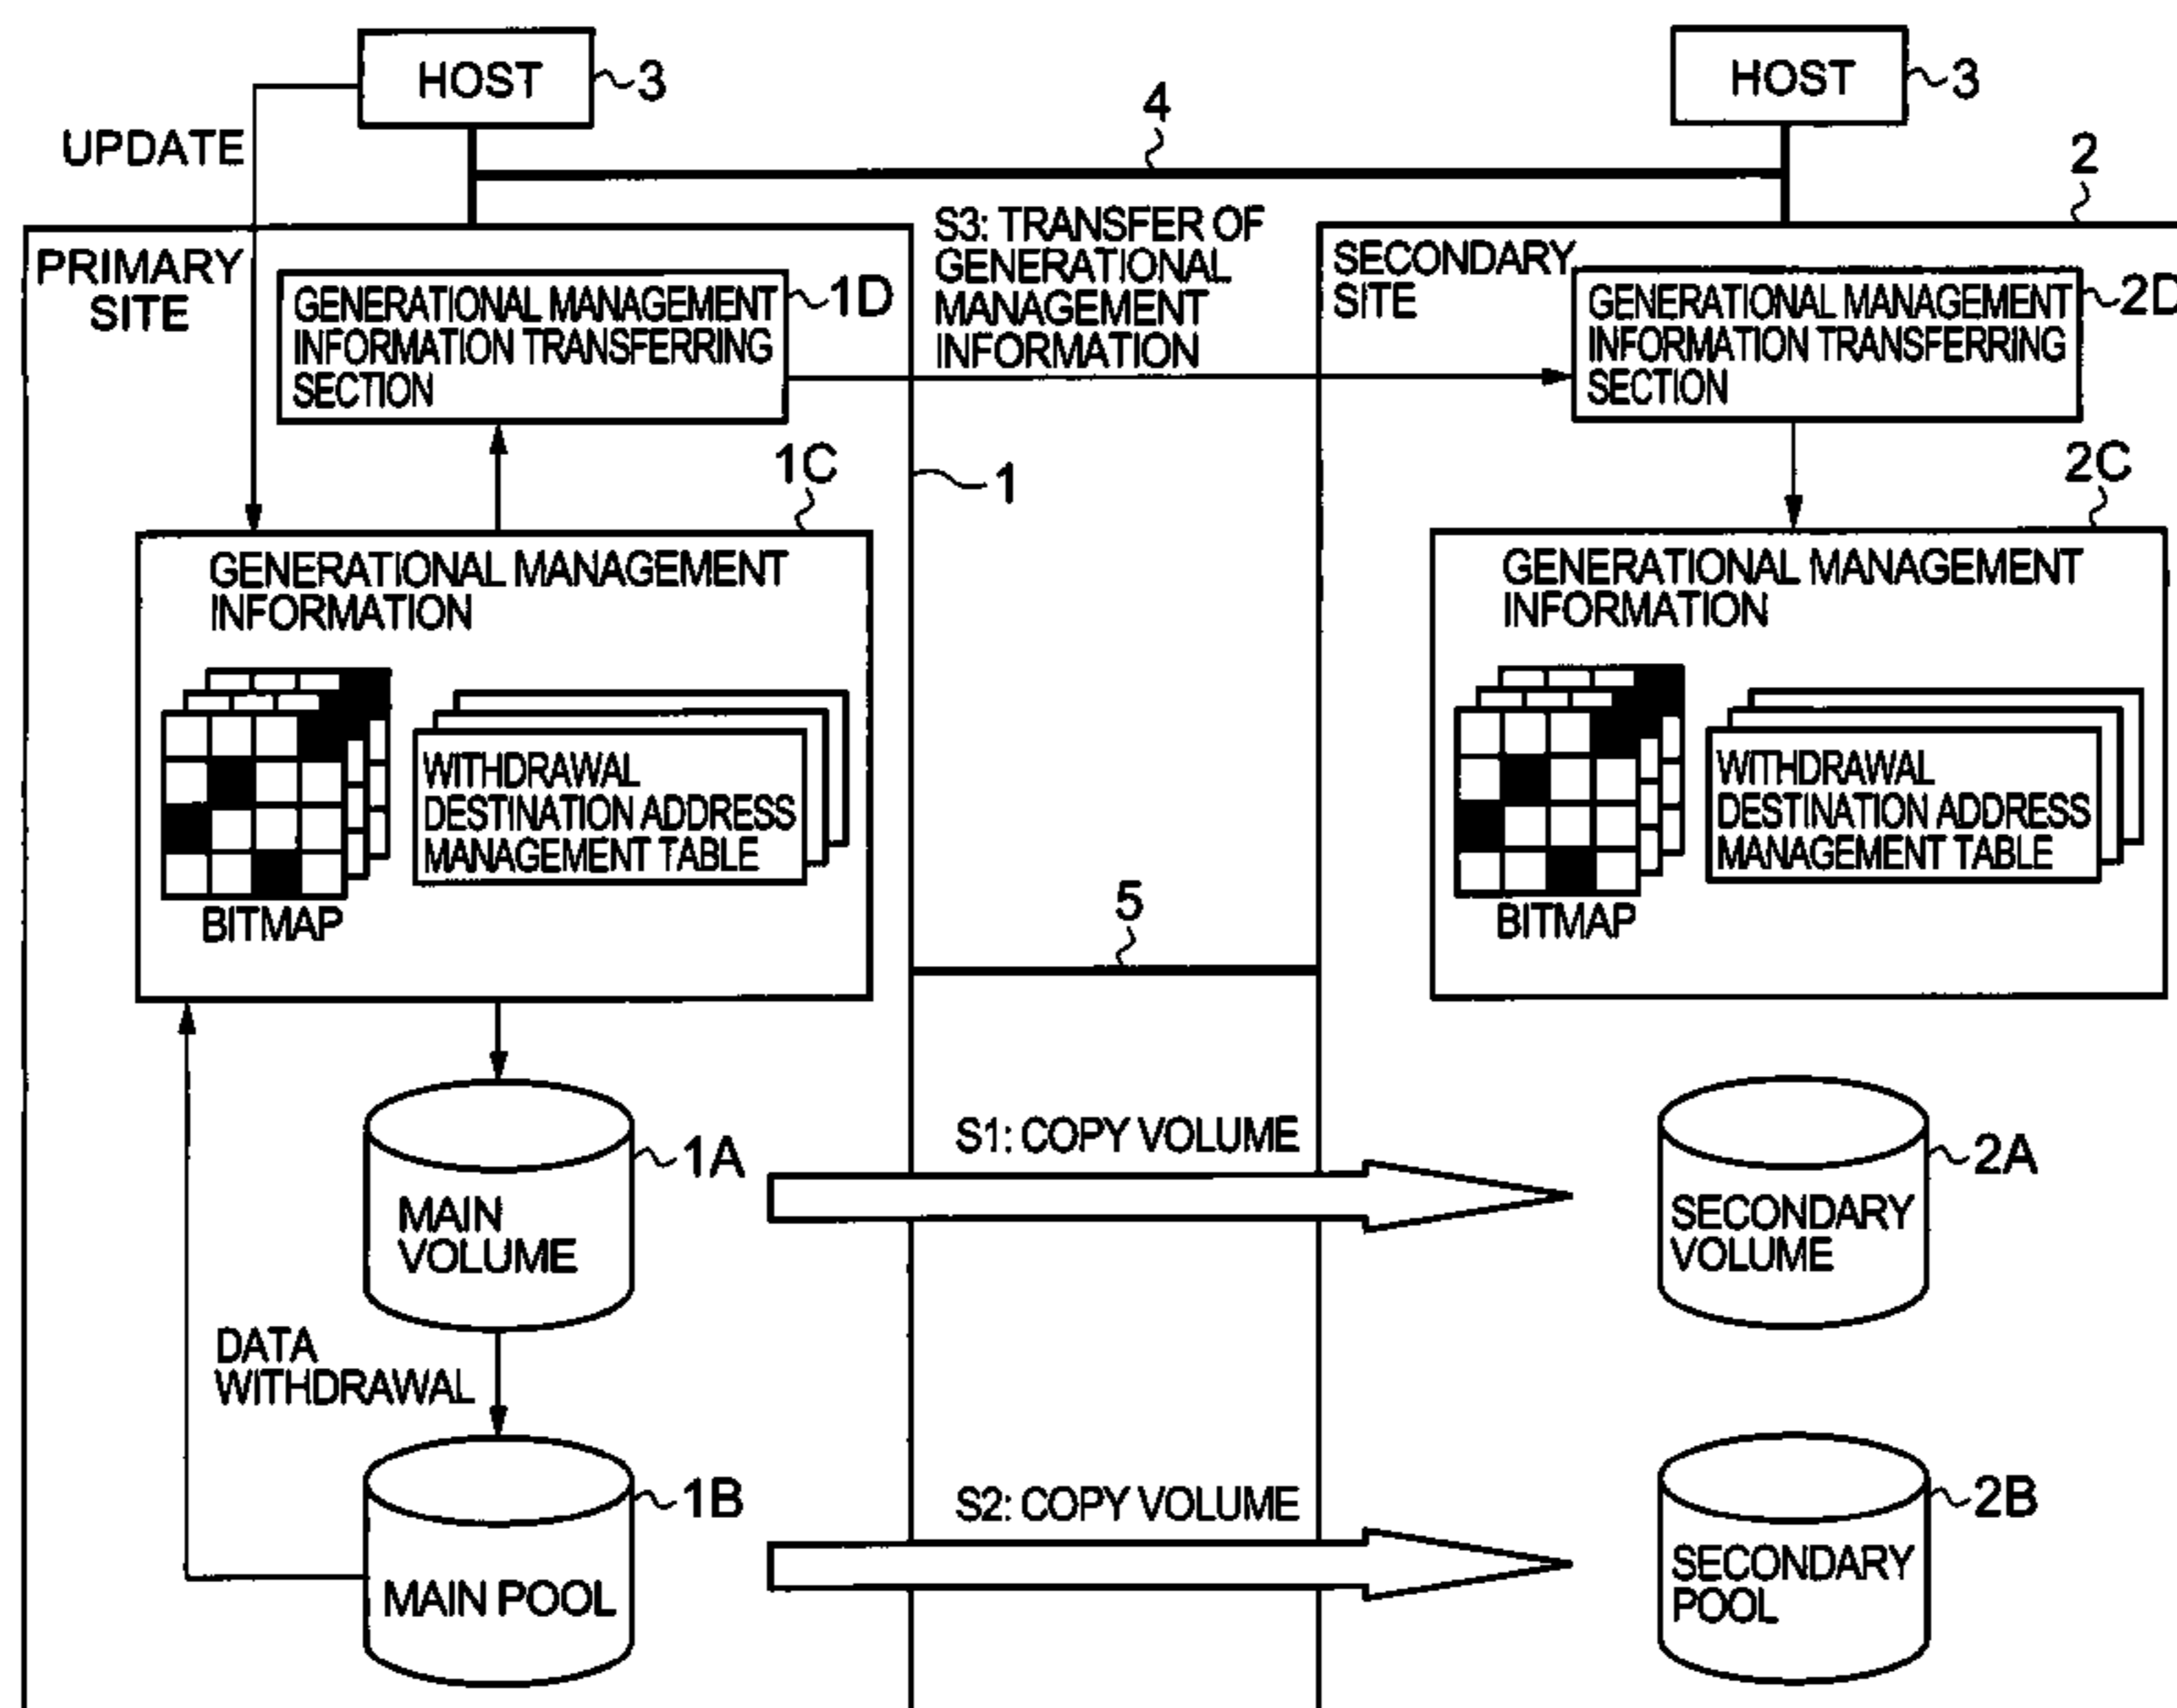 HOST 3
HOST 3
UPDATE
4
2
PRIMARY
SITE
GENERATIONAL MANAGEMENT
INFORMATION TRANSFERRING
SECTION
1D
S3: TRANSFER OF
GENERATIONAL
MANAGEMENT
INFORMATION
SECONDARY
SITE
GENERATIONAL MANAGEMENT
INFORMATION TRANSFERRING
SECTION
2D
1C
1
2C
GENERATIONAL MANAGEMENT
INFORMATION
WITHDRAWAL
DESTINATION ADDRESS
MANAGEMENT TABLE
BITMAP
GENERATIONAL MANAGEMENT
INFORMATION
WITHDRAWAL
DESTINATION ADDRESS
MANAGEMENT TABLE
BITMAP
5
MAIN
VOLUME
1A
S1: COPY VOLUME
SECONDARY
VOLUME
2A
DATA
WITHDRAWAL
MAIN POOL
1B
S2: COPY VOLUME
SECONDARY
POOL
2B